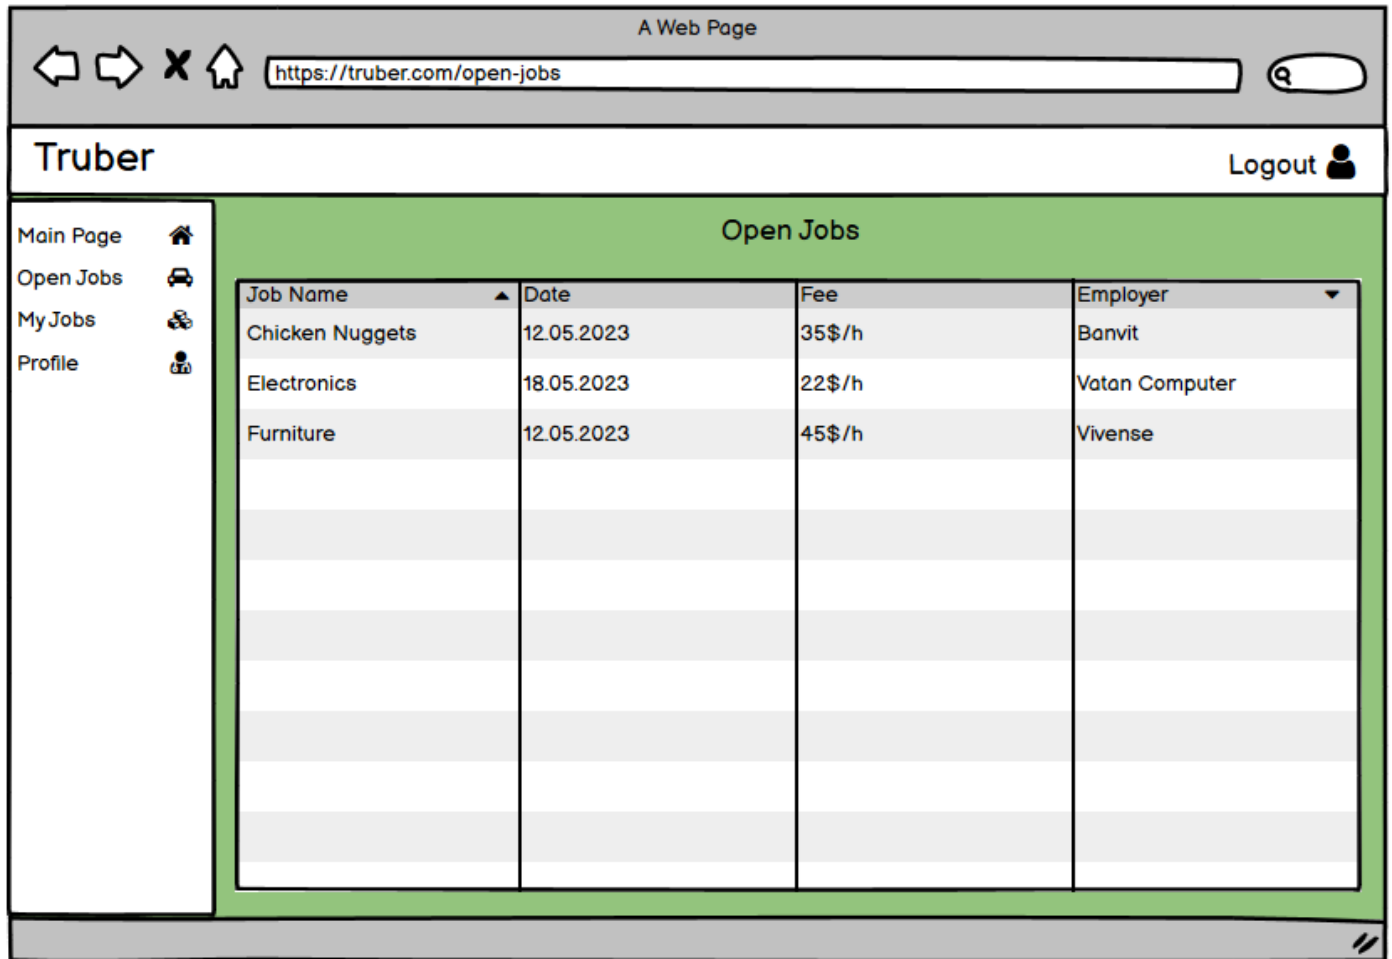 A Web Page
https://truber.com/open-jobs
Truber
Logout
Main Page
Open Jobs
My Jobs
Profile
Open Jobs
Job Name Date Fee Employer
Chicken Nuggets 12.05.2023 35$/h Banvit
Electronics 18.05.2023 22$/h Vatan Computer
Furniture 12.05.2023 45$/h Vivense